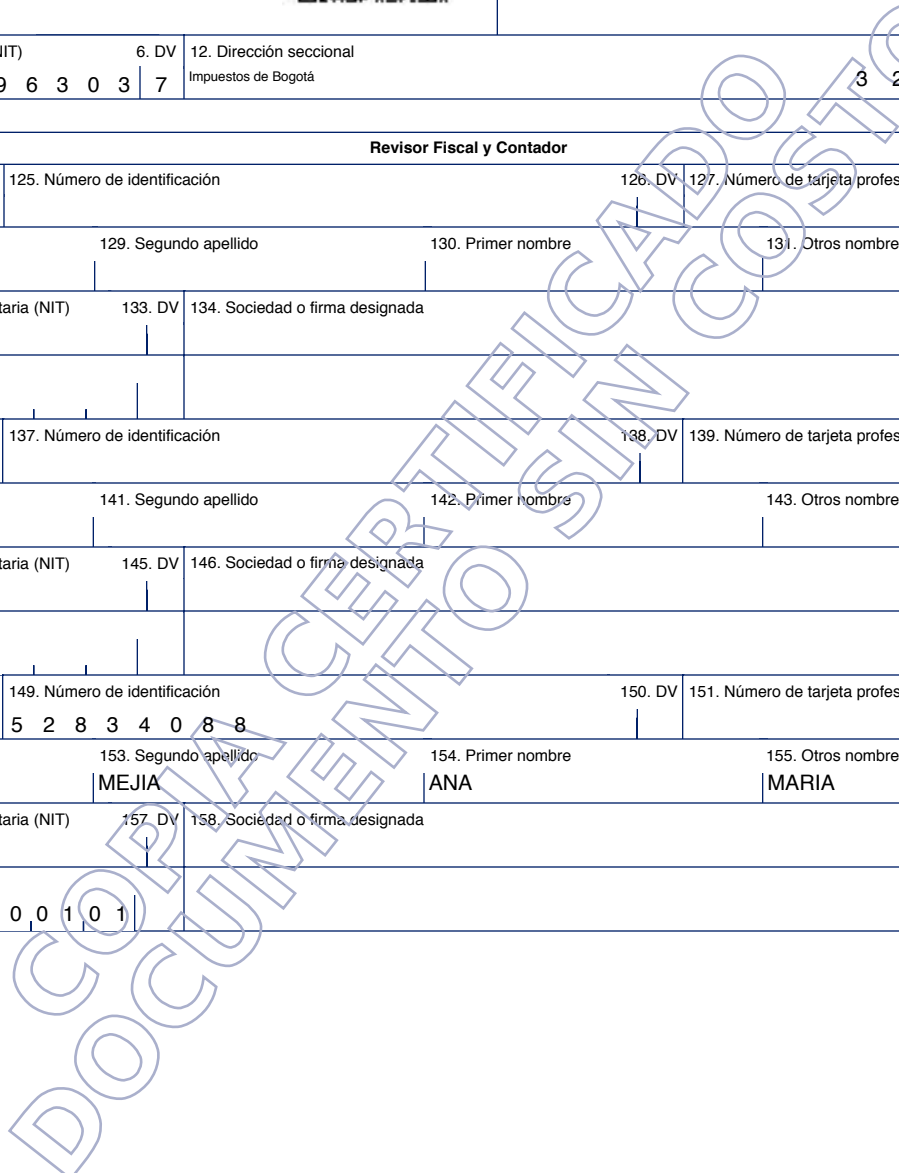 NIT) 6. DV 12. Dirección seccional
9 6 3 0 3 7 Impuestos de Bogotá 3 2
Revisor Fiscal y Contador
125. Número de identificación 126. DV 127. Número de tarjeta profes
129. Segundo apellido 130. Primer nombre 131. Otros nombre
taria (NIT) 133. DV 134. Sociedad o firma designada
137. Número de identificación 138. DV 139. Número de tarjeta profes
141. Segundo apellido 142. Primer nombre 143. Otros nombre
taria (NIT) 145. DV 146. Sociedad o firma designada
149. Número de identificación 150. DV 151. Número de tarjeta profes
5 2 8 3 4 0 8 8
153. Segundo apellido 154. Primer nombre 155. Otros nombre
MEJIA ANA MARIA
taria (NIT) 157. DV 158. Sociedad o firma designada
0 0 1 0 1
COPIA CERTIFICADO
DOCUMENTO SIN COSTO